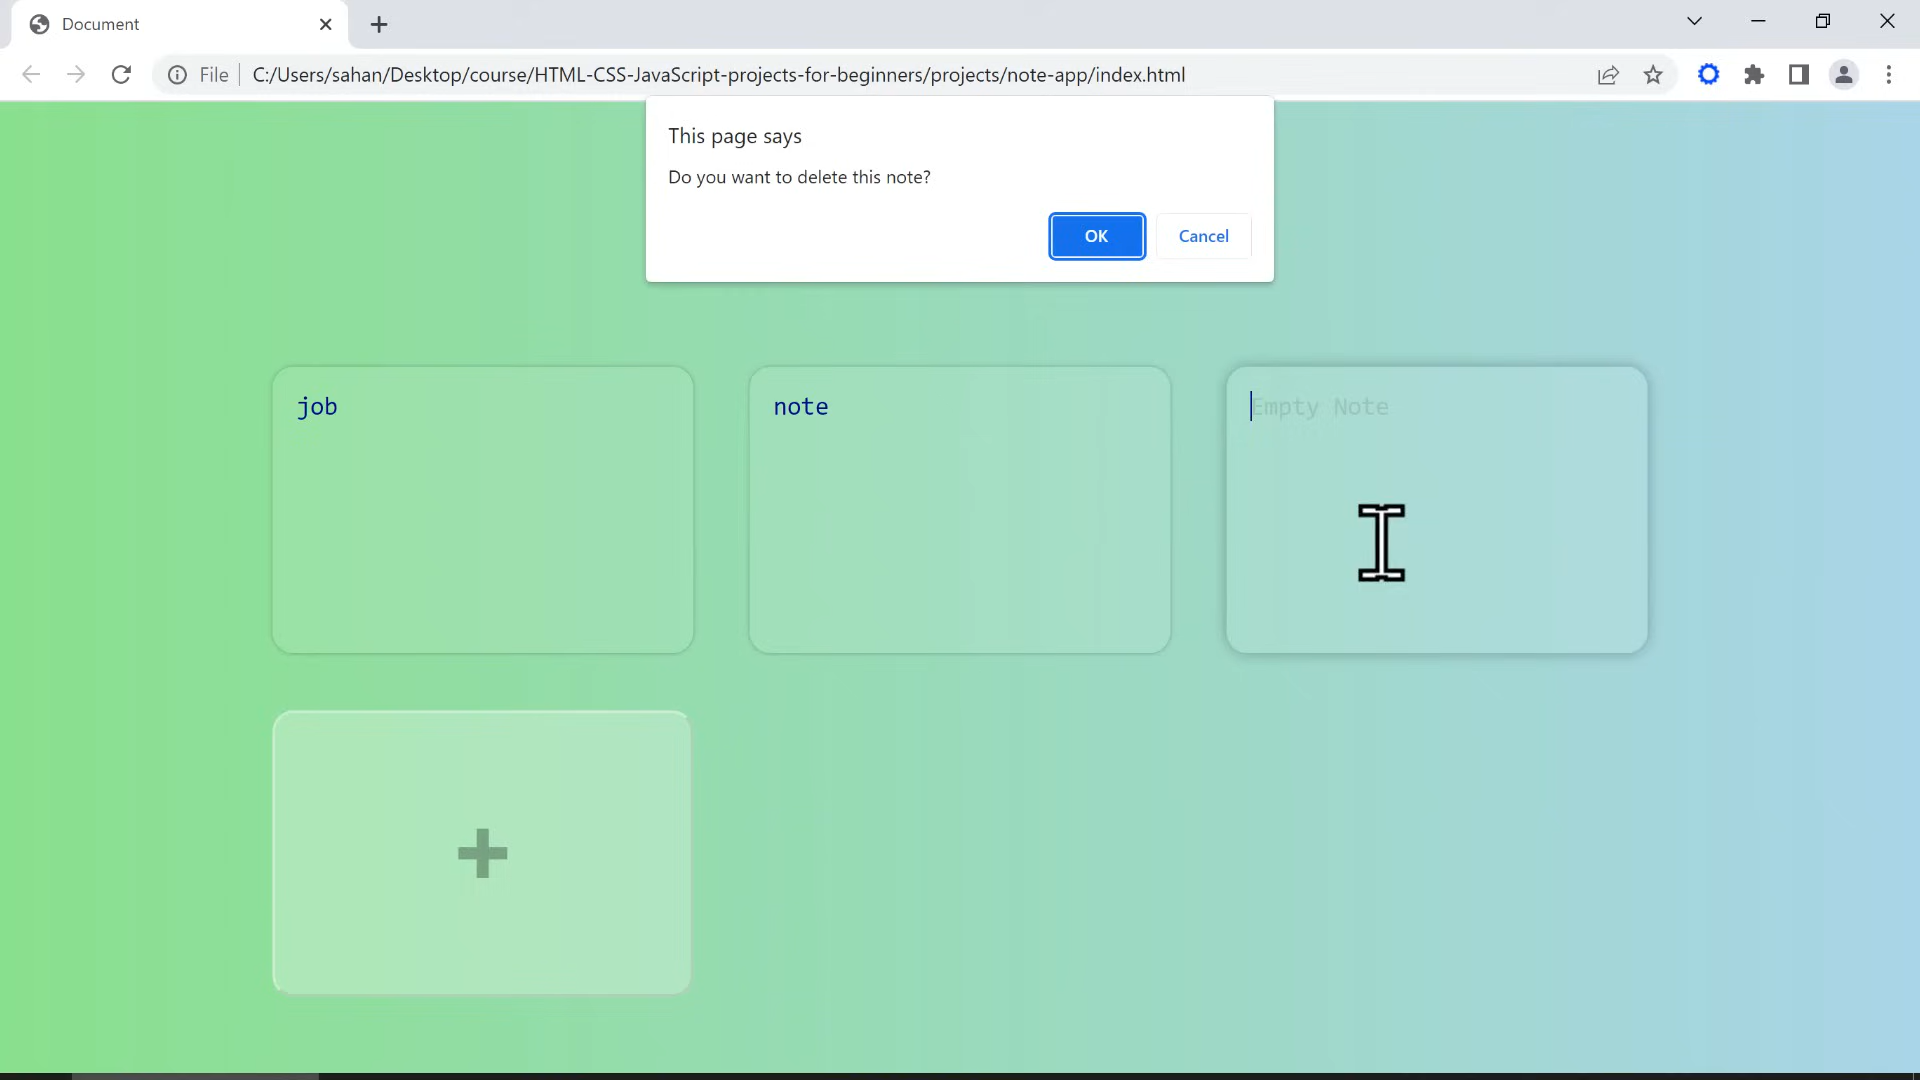 Document
File
C:/Users/sahan/Desktop/course/HTML-CSS-JavaScript-projects-for-beginners/projects/note-app/index.html
This page says
Do you want to delete this note?
OK Cancel
job
note
Empty Note